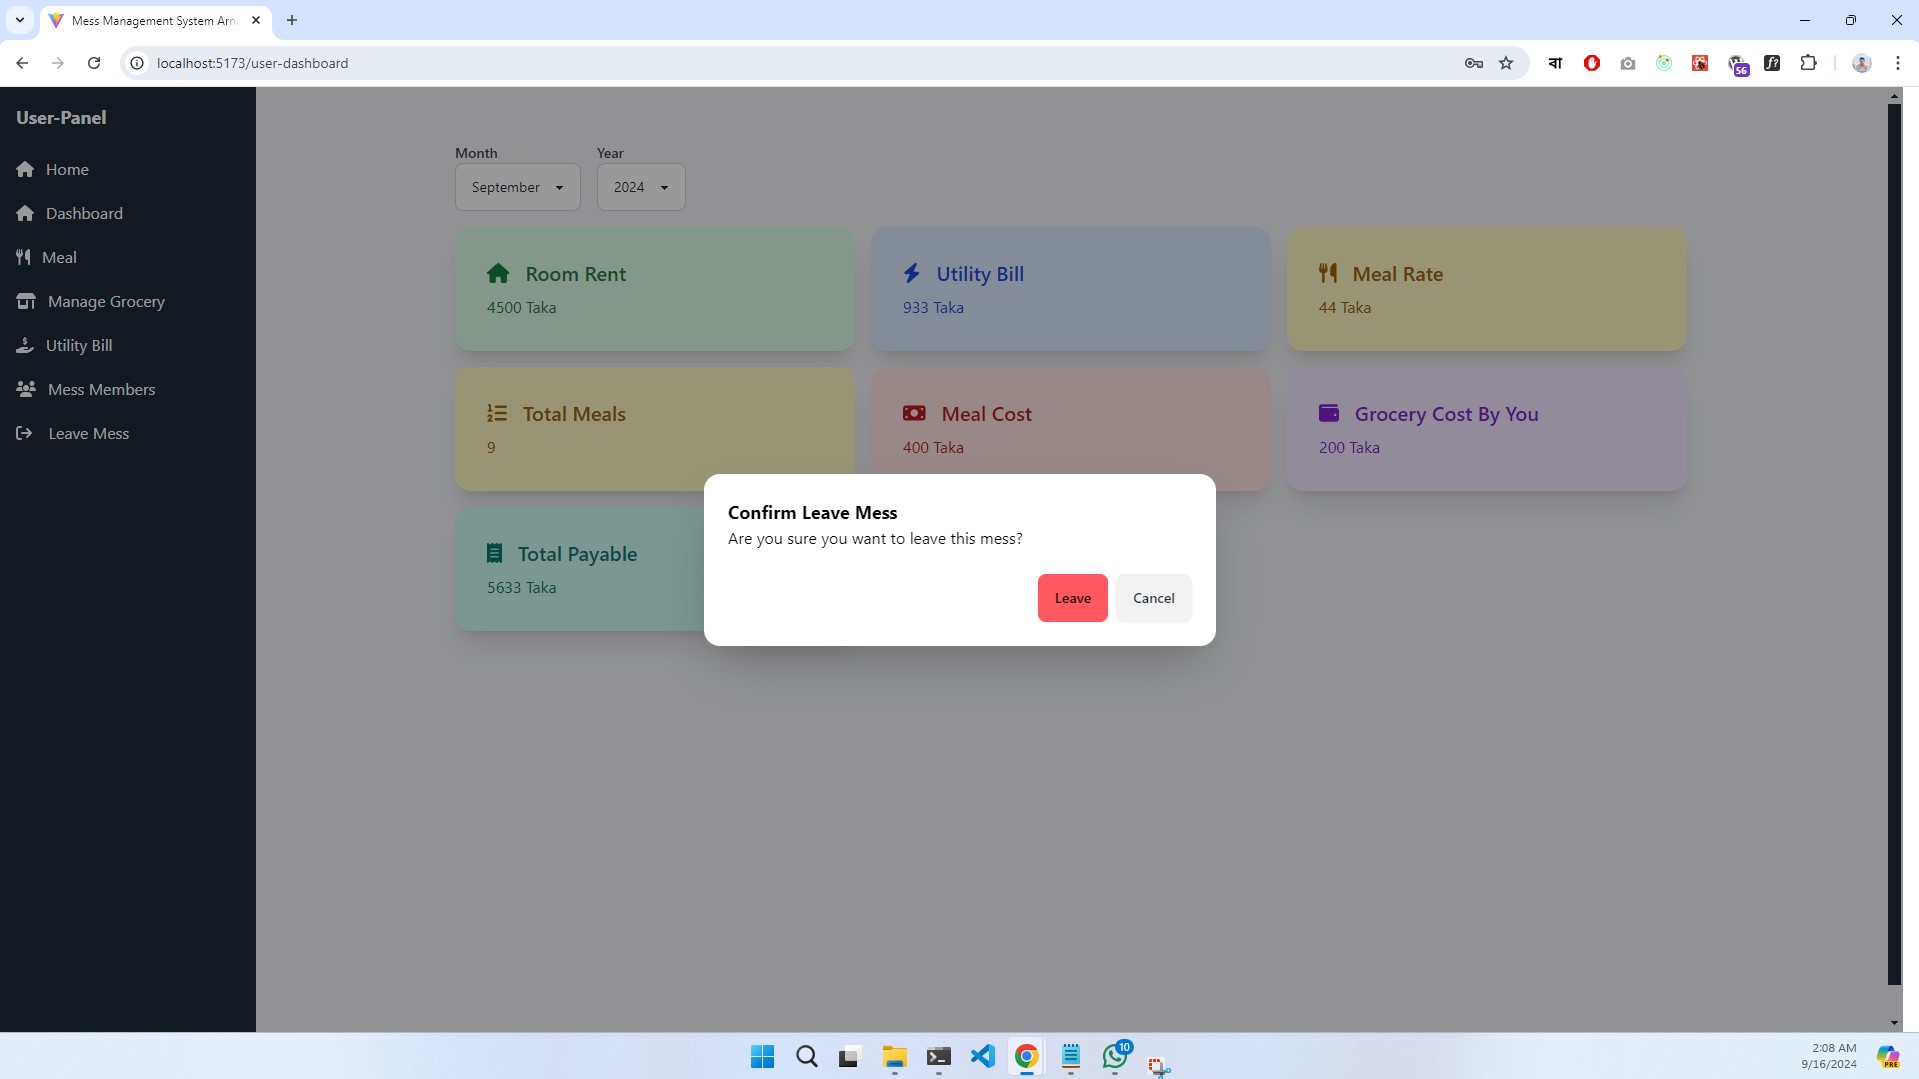 Mess Management System Arn
localhost:5173/user-dashboard
বা
56
f?
User-Panel
Home
Dashboard
Meal
Manage Grocery
Utility Bill
Mess Members
Leave Mess
Month
Year
September
2024
Room Rent
4500 Taka
Utility Bill
933 Taka
Meal Rate
44 Taka
Total Meals
9
Meal Cost
400 Taka
Grocery Cost By You
200 Taka
Total Payable
5633 Taka
Confirm Leave Mess
Are you sure you want to leave this mess?
Leave
Cancel
10
2:08 AM
9/16/2024
PRE